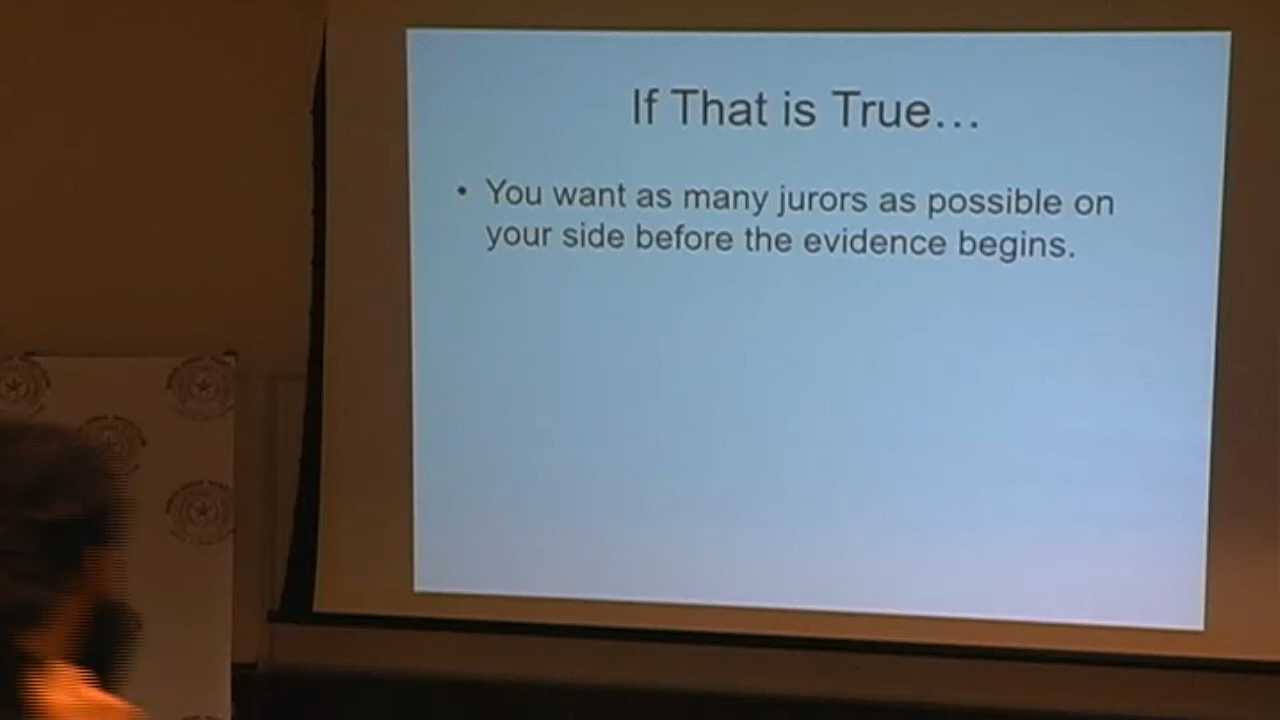 If That is True...
• You want as many jurors as possible on
your side before the evidence begins.